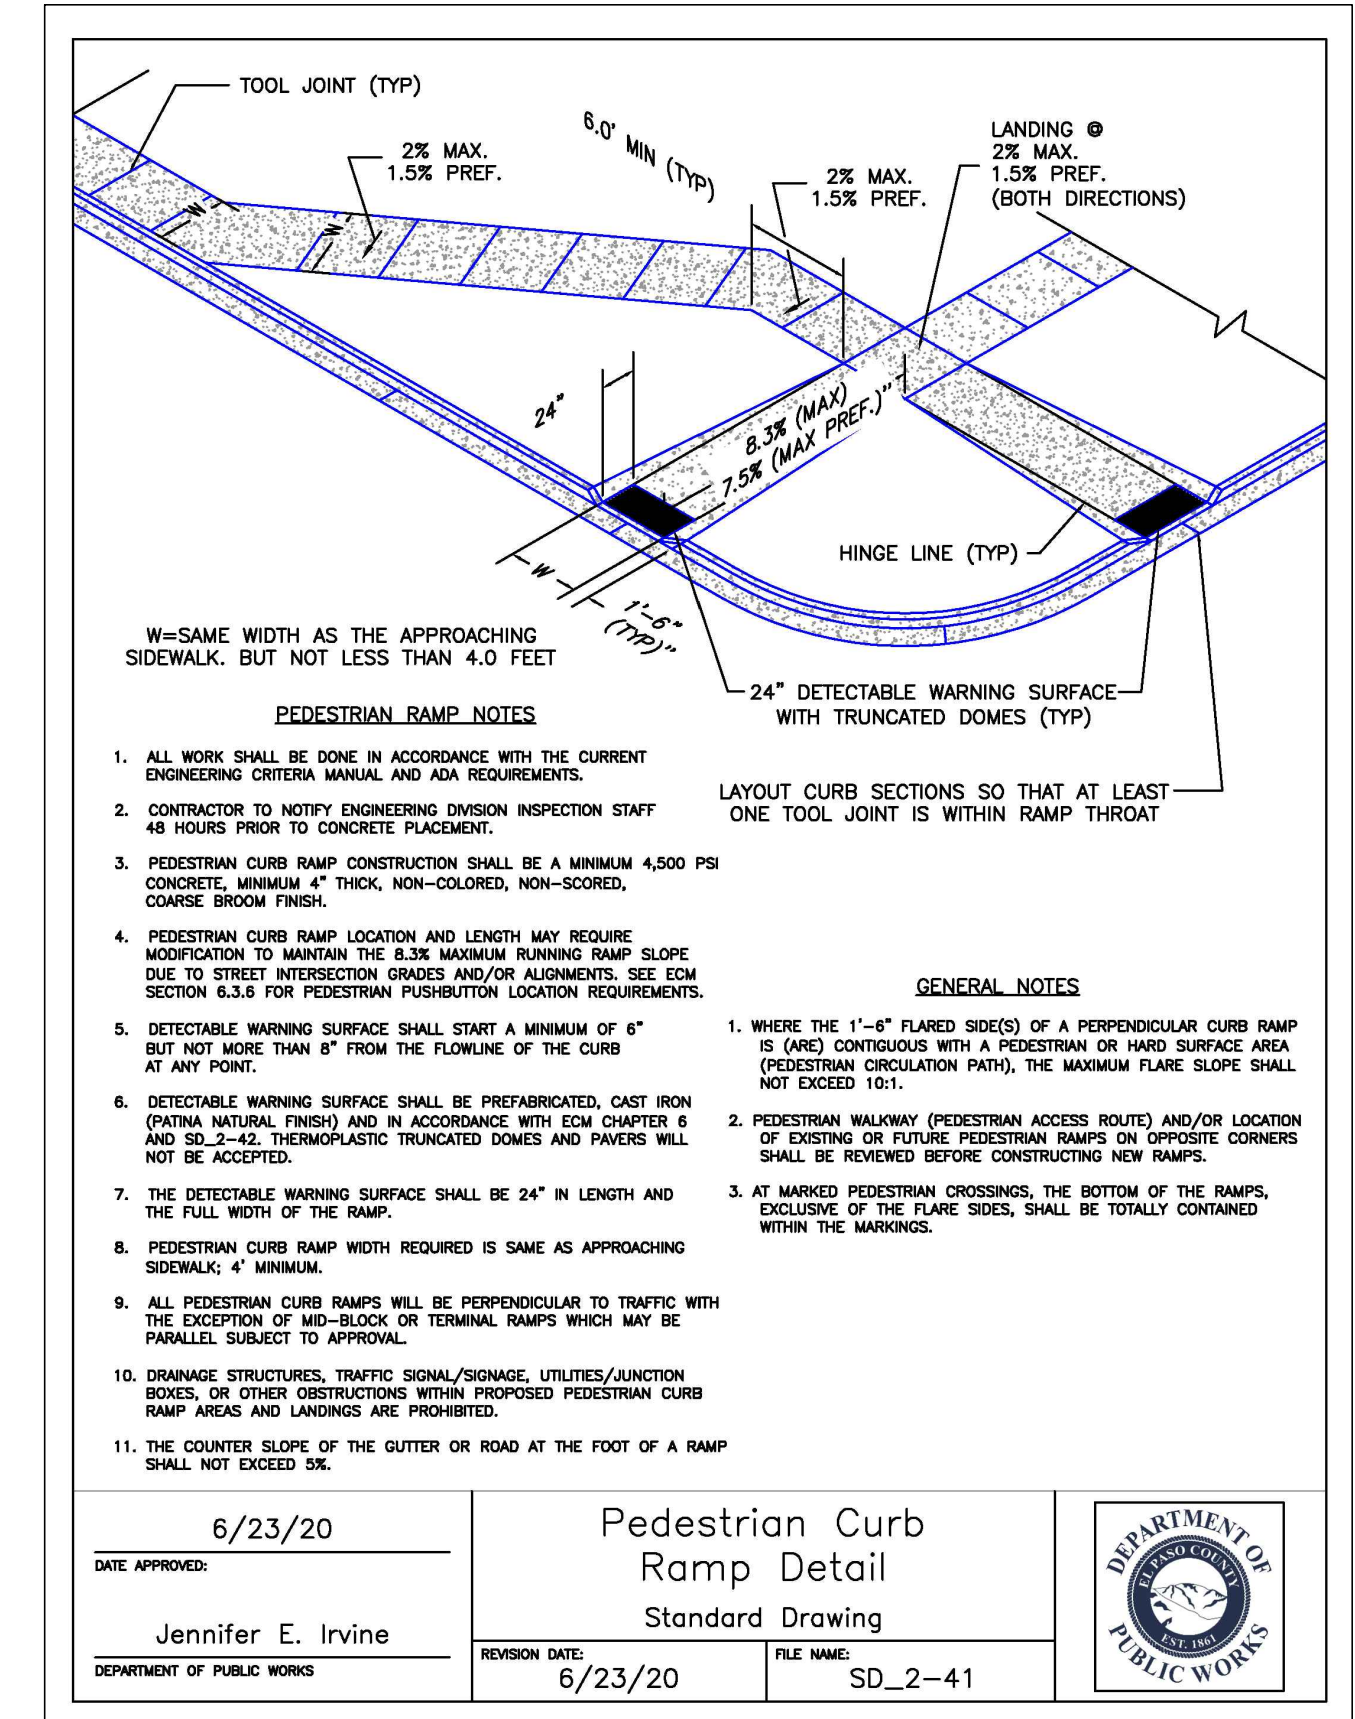 TOOL JOINT (TYP)
2% MAX.
1.5% PREF.
6.0' MIN (TYP)
2% MAX.
1.5% PREF.
LANDING @
2% MAX.
1.5% PREF.
(BOTH DIRECTIONS)
W
W
24"
8.3% (MAX)
7.5% (MAX PREF.)"
HINGE LINE (TYP)
W
1'-6"
(TYP)"
W=SAME WIDTH AS THE APPROACHING
SIDEWALK. BUT NOT LESS THAN 4.0 FEET
24" DETECTABLE WARNING SURFACE
WITH TRUNCATED DOMES (TYP)
LAYOUT CURB SECTIONS SO THAT AT LEAST
ONE TOOL JOINT IS WITHIN RAMP THROAT
PEDESTRIAN RAMP NOTES
1. ALL WORK SHALL BE DONE IN ACCORDANCE WITH THE CURRENT
ENGINEERING CRITERIA MANUAL AND ADA REQUIREMENTS.
2. CONTRACTOR TO NOTIFY ENGINEERING DIVISION INSPECTION STAFF
48 HOURS PRIOR TO CONCRETE PLACEMENT.
3. PEDESTRIAN CURB RAMP CONSTRUCTION SHALL BE A MINIMUM 4,500 PSI
CONCRETE, MINIMUM 4" THICK, NON-COLORED, NON-SCORED,
COARSE BROOM FINISH.
4. PEDESTRIAN CURB RAMP LOCATION AND LENGTH MAY REQUIRE
MODIFICATION TO MAINTAIN THE 8.3% MAXIMUM RUNNING RAMP SLOPE
DUE TO STREET INTERSECTION GRADES AND/OR ALIGNMENTS. SEE ECM
SECTION 6.3.6 FOR PEDESTRIAN PUSHBUTTON LOCATION REQUIREMENTS.
5. DETECTABLE WARNING SURFACE SHALL START A MINIMUM OF 6"
BUT NOT MORE THAN 8" FROM THE FLOWLINE OF THE CURB
AT ANY POINT.
6. DETECTABLE WARNING SURFACE SHALL BE PREFABRICATED, CAST IRON
(PATINA NATURAL FINISH) AND IN ACCORDANCE WITH ECM CHAPTER 6
AND SD_2-42. THERMOPLASTIC TRUNCATED DOMES AND PAVERS WILL
NOT BE ACCEPTED.
7. THE DETECTABLE WARNING SURFACE SHALL BE 24" IN LENGTH AND
THE FULL WIDTH OF THE RAMP.
8. PEDESTRIAN CURB RAMP WIDTH REQUIRED IS SAME AS APPROACHING
SIDEWALK; 4' MINIMUM.
9. ALL PEDESTRIAN CURB RAMPS WILL BE PERPENDICULAR TO TRAFFIC WITH
THE EXCEPTION OF MID-BLOCK OR TERMINAL RAMPS WHICH MAY BE
PARALLEL SUBJECT TO APPROVAL.
10. DRAINAGE STRUCTURES, TRAFFIC SIGNAL/SIGNAGE, UTILITIES/JUNCTION
BOXES, OR OTHER OBSTRUCTIONS WITHIN PROPOSED PEDESTRIAN CURB
RAMP AREAS AND LANDINGS ARE PROHIBITED.
11. THE COUNTER SLOPE OF THE GUTTER OR ROAD AT THE FOOT OF A RAMP
SHALL NOT EXCEED 5%.
GENERAL NOTES
1. WHERE THE 1'-6" FLARED SIDE(S) OF A PERPENDICULAR CURB RAMP
IS (ARE) CONTIGUOUS WITH A PEDESTRIAN OR HARD SURFACE AREA
(PEDESTRIAN CIRCULATION PATH), THE MAXIMUM FLARE SLOPE SHALL
NOT EXCEED 10:1.
2. PEDESTRIAN WALKWAY (PEDESTRIAN ACCESS ROUTE) AND/OR LOCATION
OF EXISTING OR FUTURE PEDESTRIAN RAMPS ON OPPOSITE CORNERS
SHALL BE REVIEWED BEFORE CONSTRUCTING NEW RAMPS.
3. AT MARKED PEDESTRIAN CROSSINGS, THE BOTTOM OF THE RAMPS,
EXCLUSIVE OF THE FLARE SIDES, SHALL BE TOTALLY CONTAINED
WITHIN THE MARKINGS.
6/23/20
DATE APPROVED:
Jennifer E. Irvine
DEPARTMENT OF PUBLIC WORKS
Pedestrian Curb
Ramp Detail
Standard Drawing
REVISION DATE:
6/23/20
FILE NAME:
SD_2-41
DEPARTMENT OF
EL PASO COUNTY
EST. 1861
PUBLIC WORKS